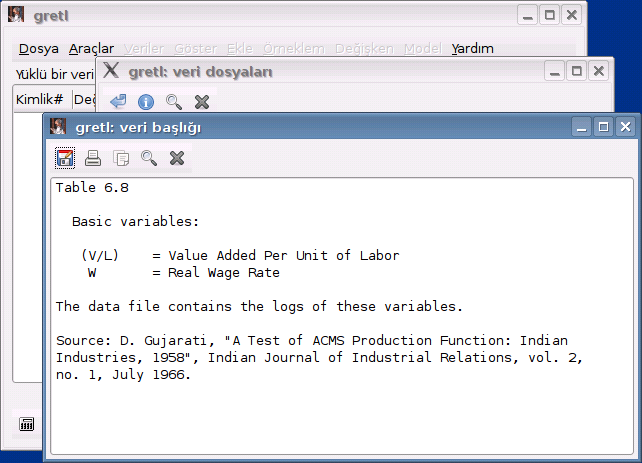 gretl
Dosya Araçlar Veriler Göster Ekle Örneklem Değişken Model Yardım
Yüklü bir veri
gretl: veri dosyaları
Kimlik# Değ
gretl: veri başlığı
Table 6.8
Basic variables:
(V/L) = Value Added Per Unit of Labor
W = Real Wage Rate
The data file contains the logs of these variables.
Source: D. Gujarati, "A Test of ACMS Production Function: Indian
Industries, 1958", Indian Journal of Industrial Relations, vol. 2,
no. 1, July 1966.